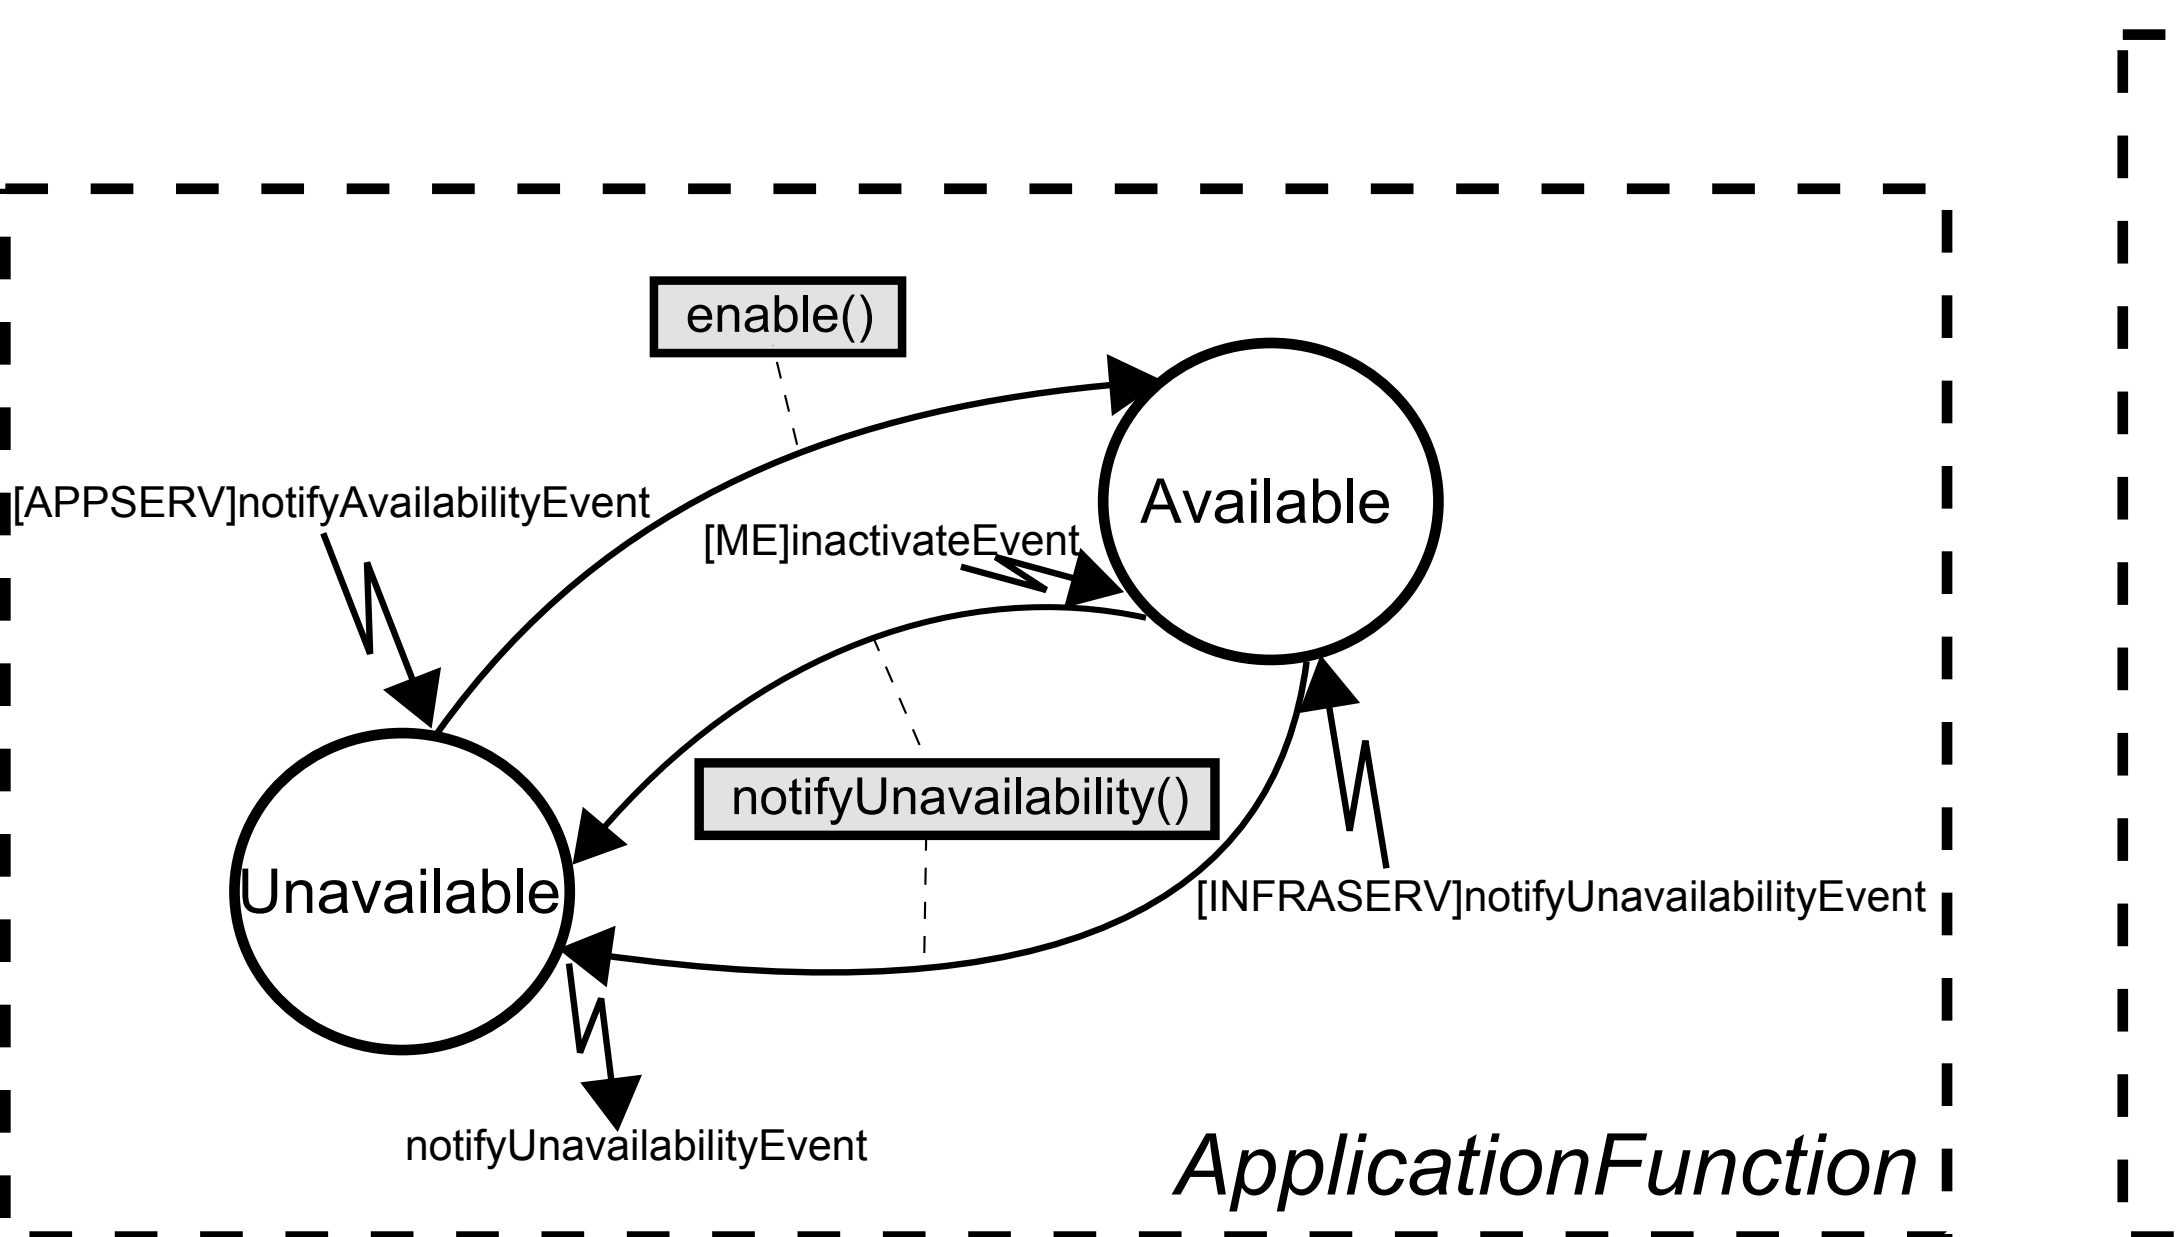 enable()
[APPSERV]notifyAvailabilityEvent
Available
[ME]inactivateEvent
notifyUnavailability()
Unavailable
[INFRASERV]notifyUnavailabilityEvent
notifyUnavailabilityEvent
ApplicationFunction